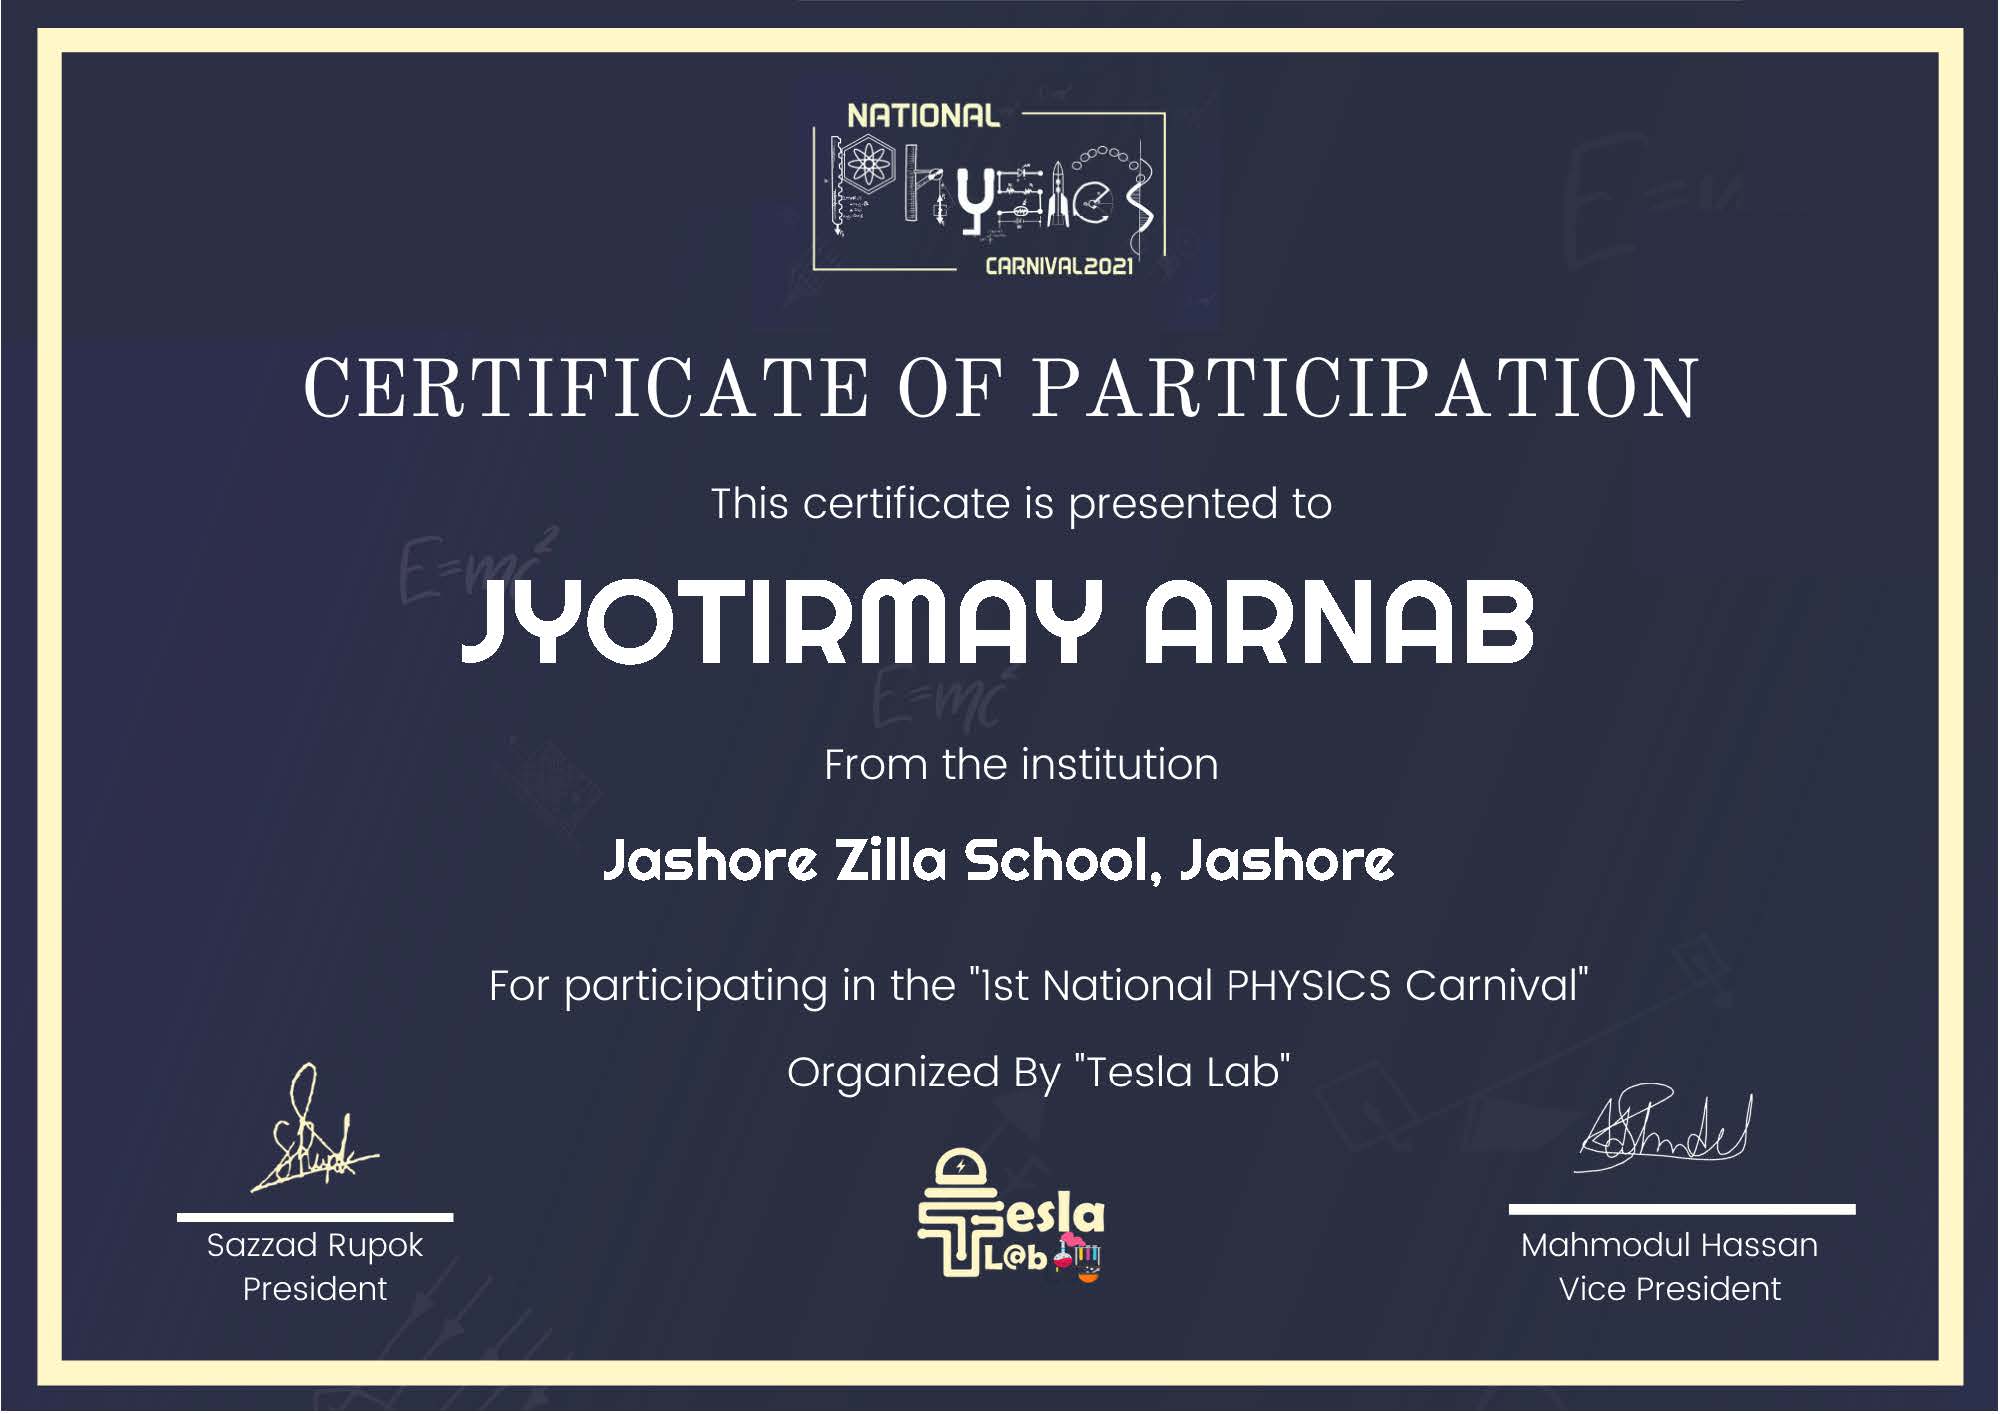 NATIONAL
Physics
CARNIVAL2021
CERTIFICATE OF PARTICIPATION
This certificate is presented to
E=mc²
JYOTIRMAY ARNAB
E=mc²
From the institution
Jashore Zilla School, Jashore
For participating in the "1st National PHYSICS Carnival"
Organized By "Tesla Lab"
Tesla
L@b
Sazzad Rupok
President
Mahmodul Hassan
Vice President